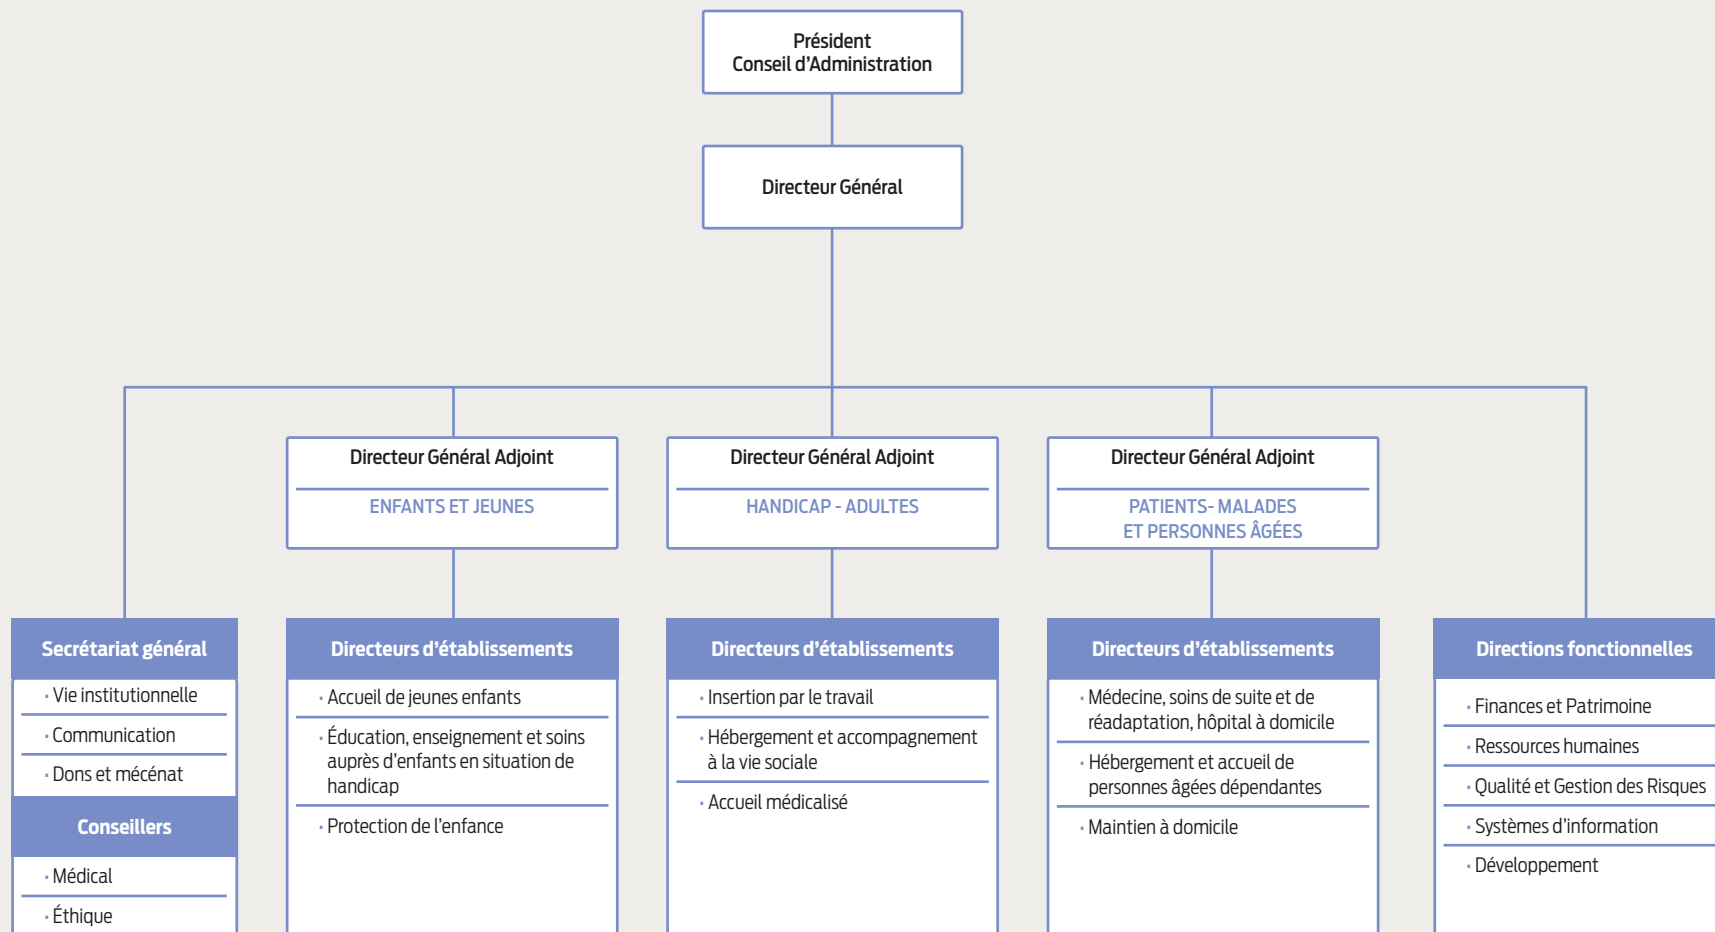 Président
Conseil d’Administration
Directeur Général
Directeur Général Adjoint
ENFANTS ET JEUNES
Directeur Général Adjoint
HANDICAP - ADULTES
Directeur Général Adjoint
PATIENTS- MALADES
ET PERSONNES ÂGÉES
Secrétariat général
· Vie institutionnelle
· Communication
· Dons et mécénat
Conseillers
· Médical
· Éthique
Directeurs d’établissements
· Accueil de jeunes enfants
· Éducation, enseignement et soins
auprès d’enfants en situation de
handicap
· Protection de l’enfance
Directeurs d’établissements
· Insertion par le travail
· Hébergement et accompagnement
à la vie sociale
· Accueil médicalisé
Directeurs d’établissements
· Médecine, soins de suite et de
réadaptation, hôpital à domicile
· Hébergement et accueil de
personnes âgées dépendantes
· Maintien à domicile
Directions fonctionnelles
· Finances et Patrimoine
· Ressources humaines
· Qualité et Gestion des Risques
· Systèmes d’information
· Développement